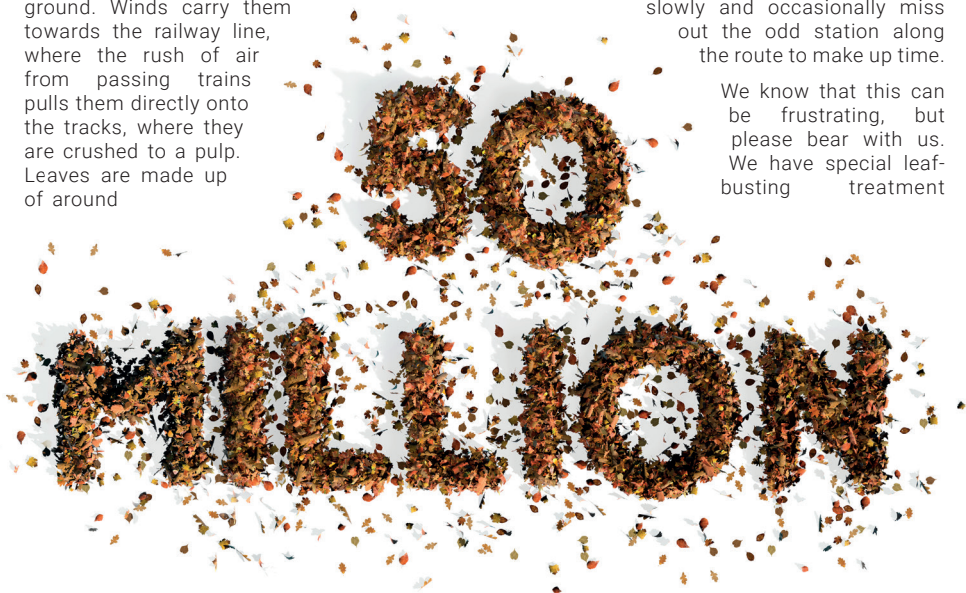 ground. Winds carry them
towards the railway line,
where the rush of air
from passing trains
pulls them directly onto
the tracks, where they
are crushed to a pulp.
Leaves are made up
of around
50
MILLION
slowly and occasionally miss
out the odd station along
the route to make up time.
We know that this can
be frustrating, but
please bear with us.
We have special leaf-
busting treatment